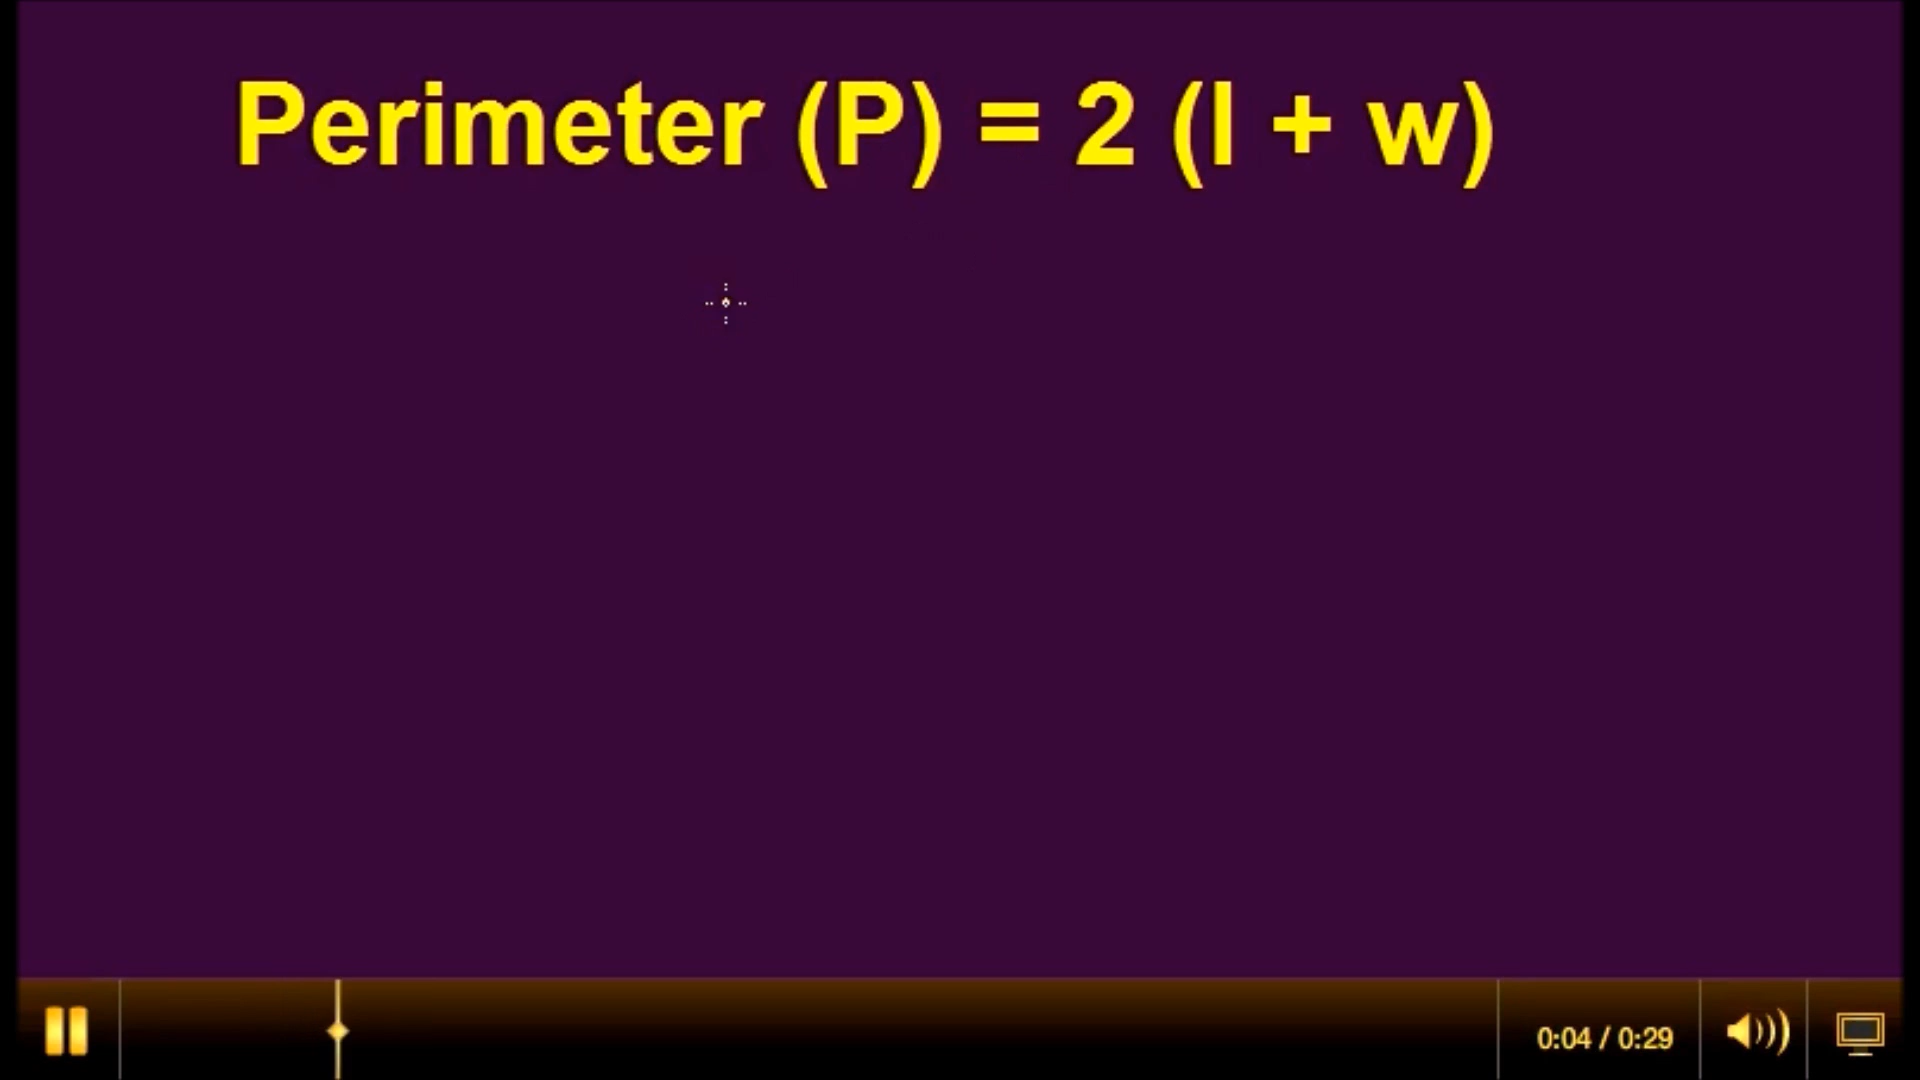 Perimeter (P) = 2 (l + w)
0:04 / 0:29